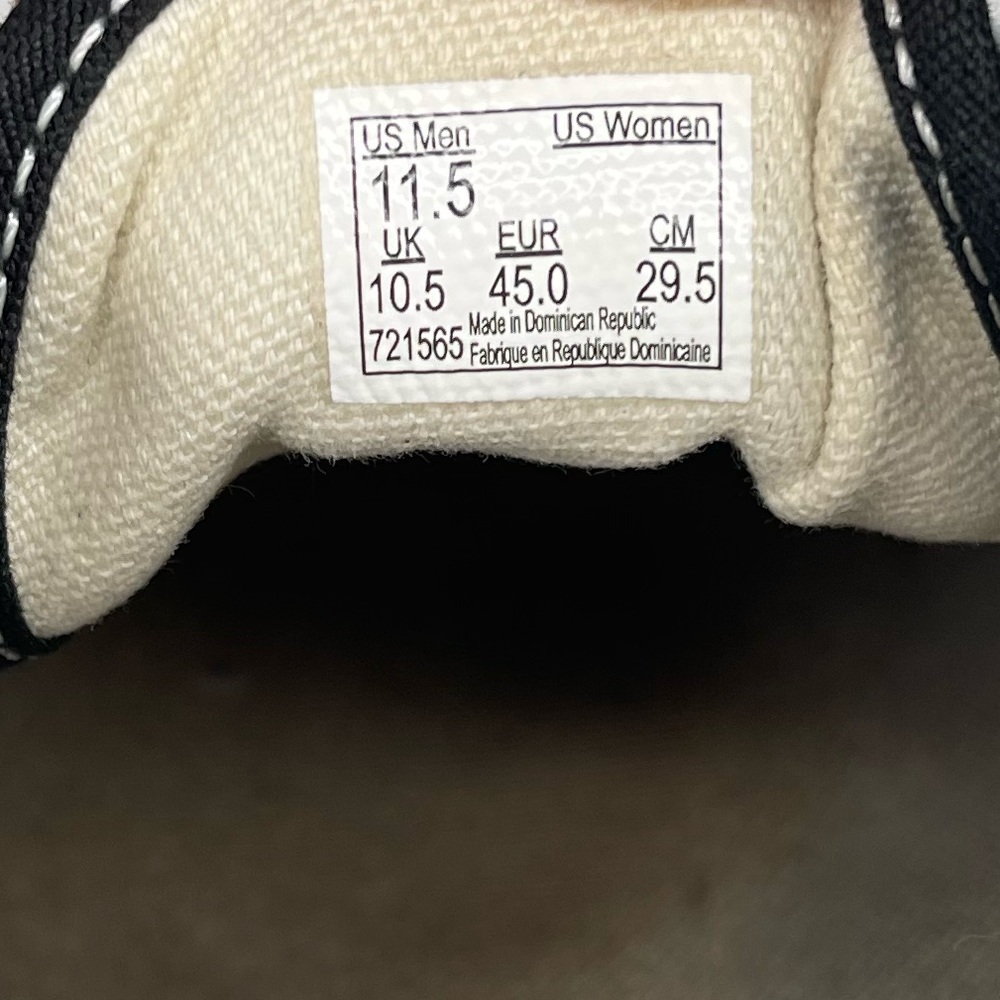 US Men US Women
11.5
UK EUR CM
10.5 45.0 29.5
721565 Made in Dominican Republic
Fabrique en Republique Dominicaine